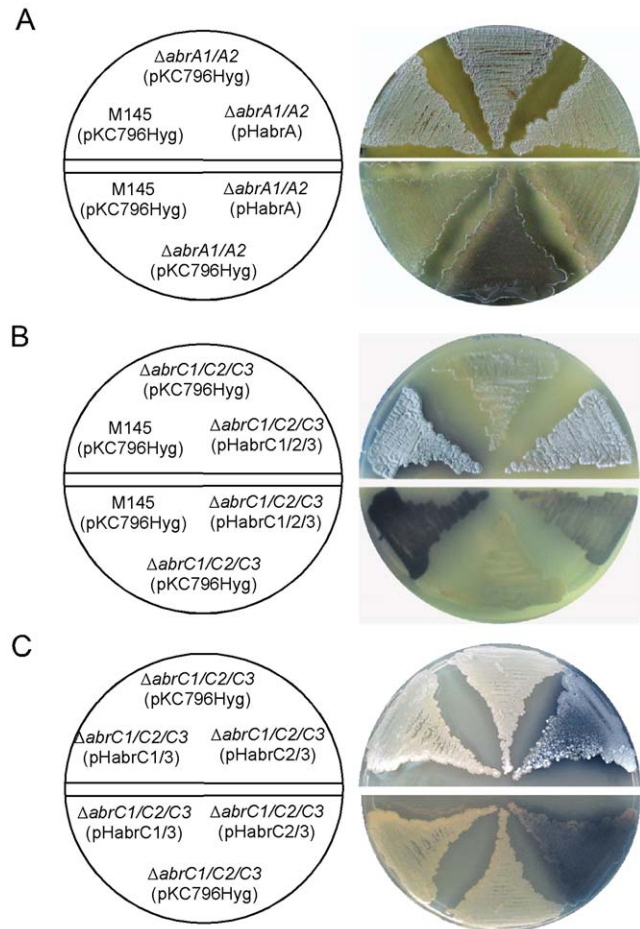 A
ΔabrA1/A2
(pKC796Hyg)
M145 ΔabrA1/A2
(pKC796Hyg) (pHabrA)
M145 ΔabrA1/A2
(pKC796Hyg) (pHabrA)
ΔabrA1/A2
(pKC796Hyg)
B
ΔabrC1/C2/C3
(pKC796Hyg)
M145 ΔabrC1/C2/C3
(pKC796Hyg) (pHabrC1/2/3)
M145 ΔabrC1/C2/C3
(pKC796Hyg) (pHabrC1/2/3)
ΔabrC1/C2/C3
(pKC796Hyg)
C
ΔabrC1/C2/C3
(pKC796Hyg)
ΔabrC1/C2/C3 ΔabrC1/C2/C3
(pHabrC1/3) (pHabrC2/3)
ΔabrC1/C2/C3 ΔabrC1/C2/C3
(pHabrC1/3) (pHabrC2/3)
ΔabrC1/C2/C3
(pKC796Hyg)